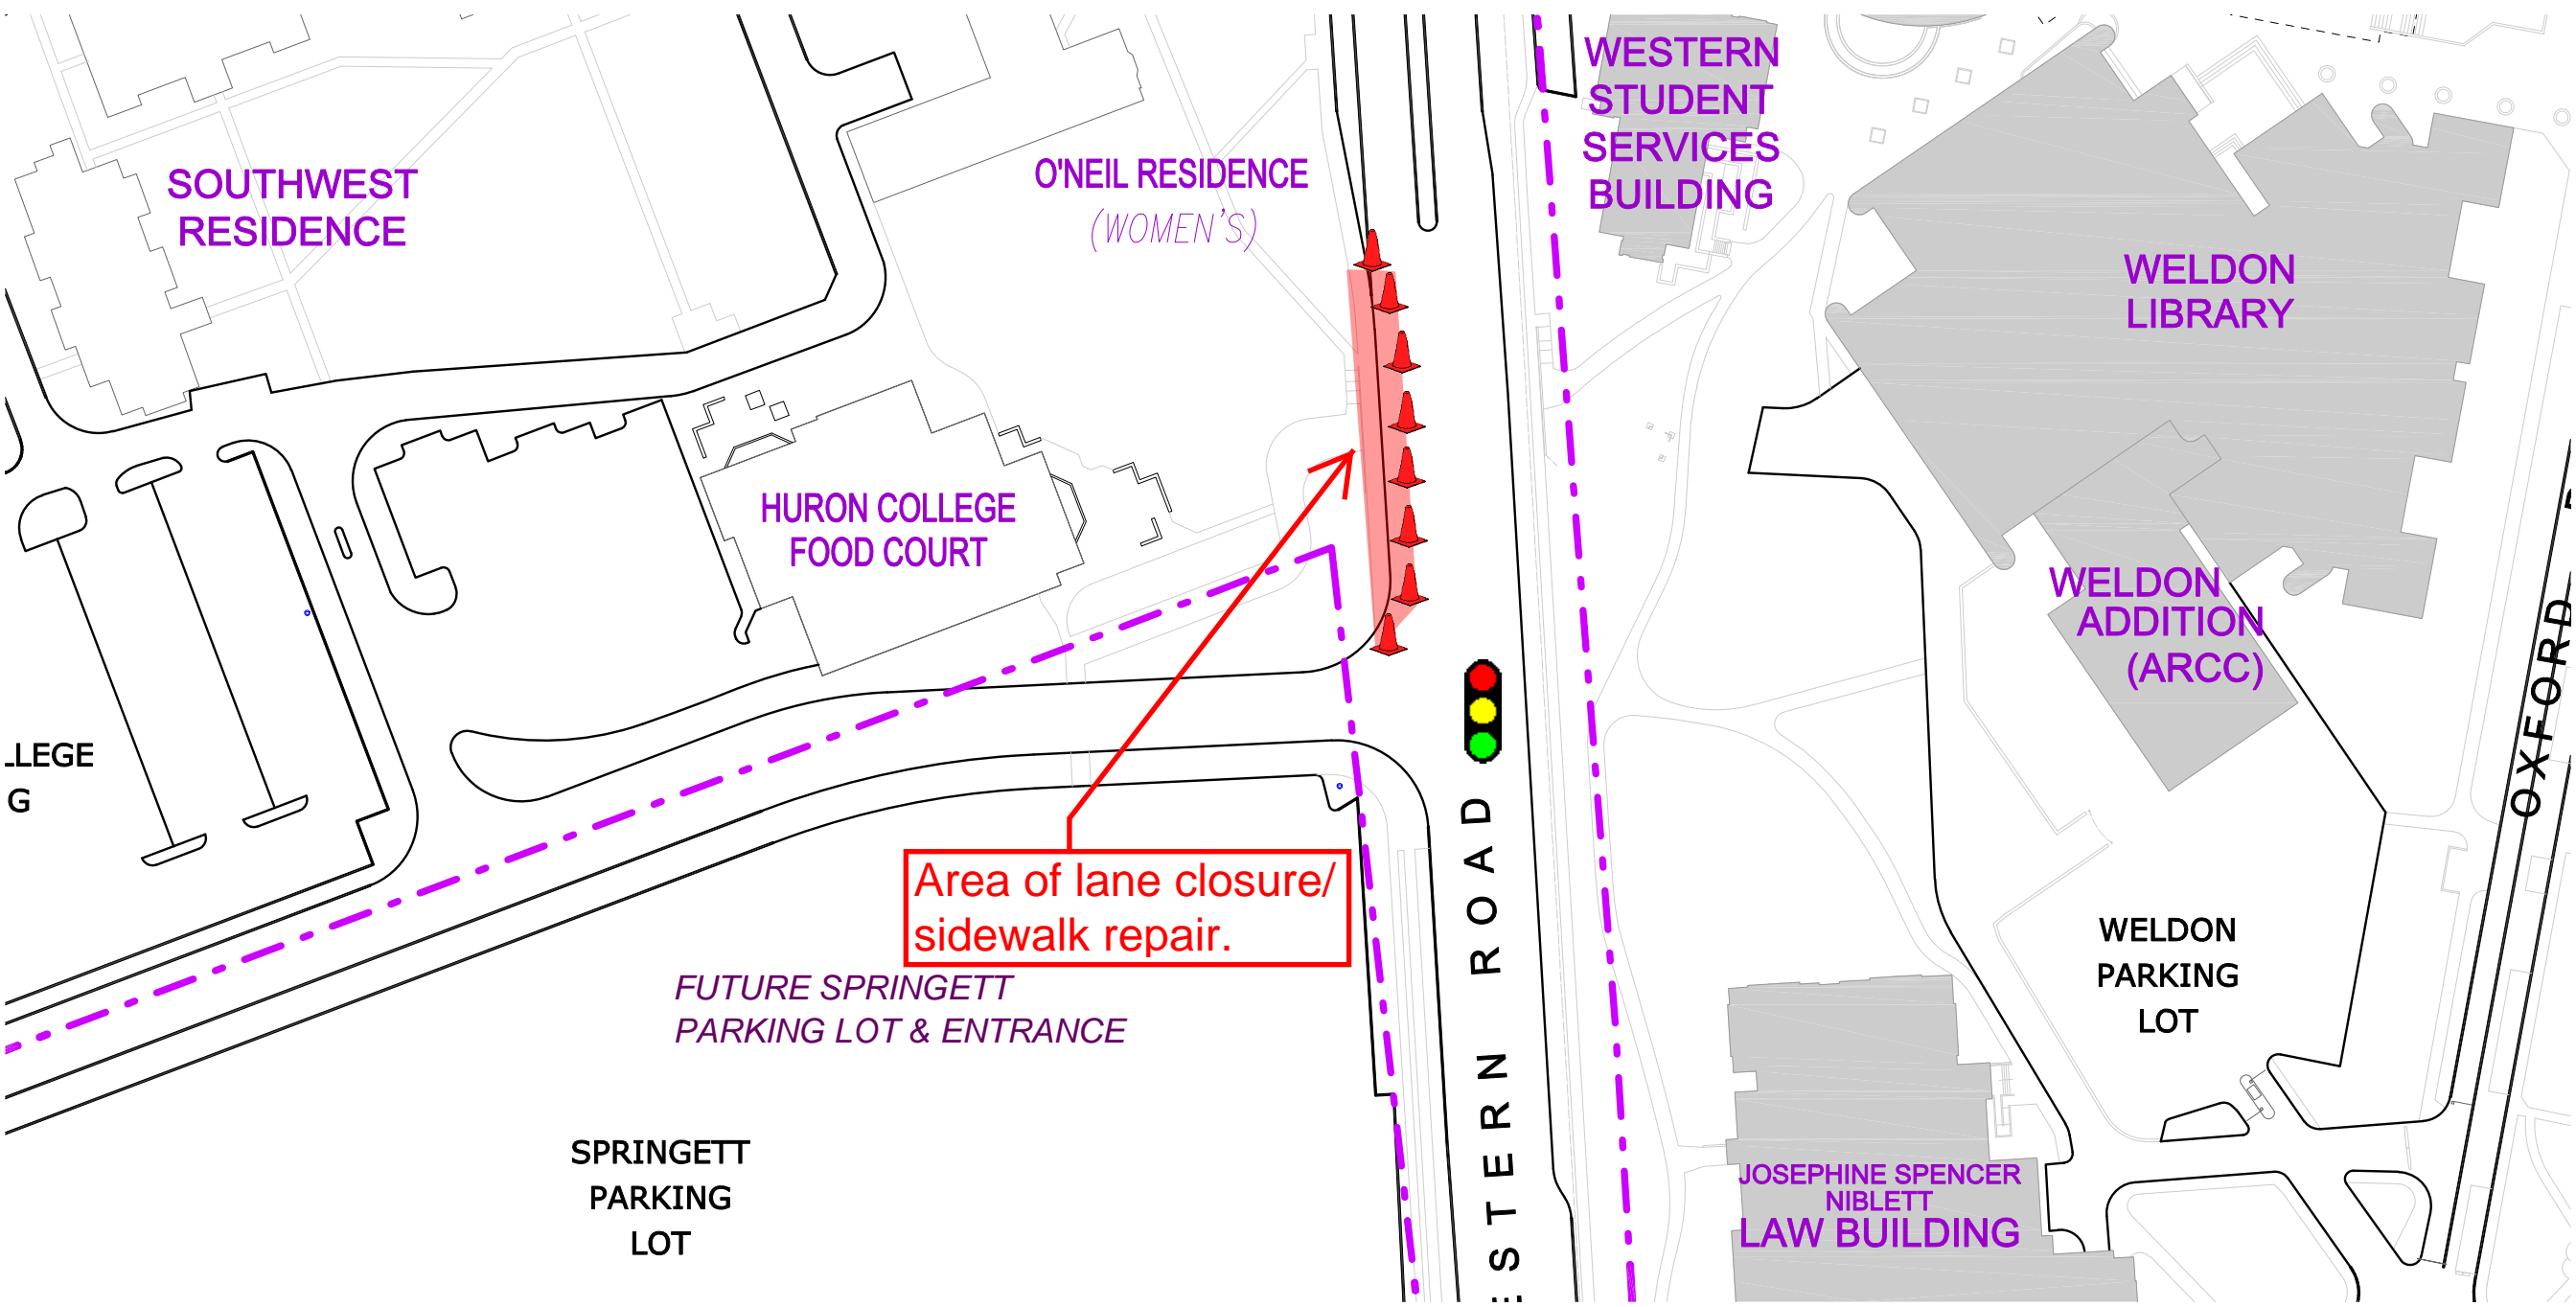 WESTERN
STUDENT
SERVICES
BUILDING
SOUTHWEST
RESIDENCE
O'NEIL RESIDENCE
(WOMEN'S)
WELDON
LIBRARY
HURON COLLEGE
FOOD COURT
WELDON
ADDITION
(ARCC)
OXFORD
LLEGE
G
Area of lane closure/
sidewalk repair.
ESTERN ROAD
WELDON
PARKING
LOT
FUTURE SPRINGETT
PARKING LOT & ENTRANCE
SPRINGETT
PARKING
LOT
JOSEPHINE SPENCER
NIBLETT
LAW BUILDING